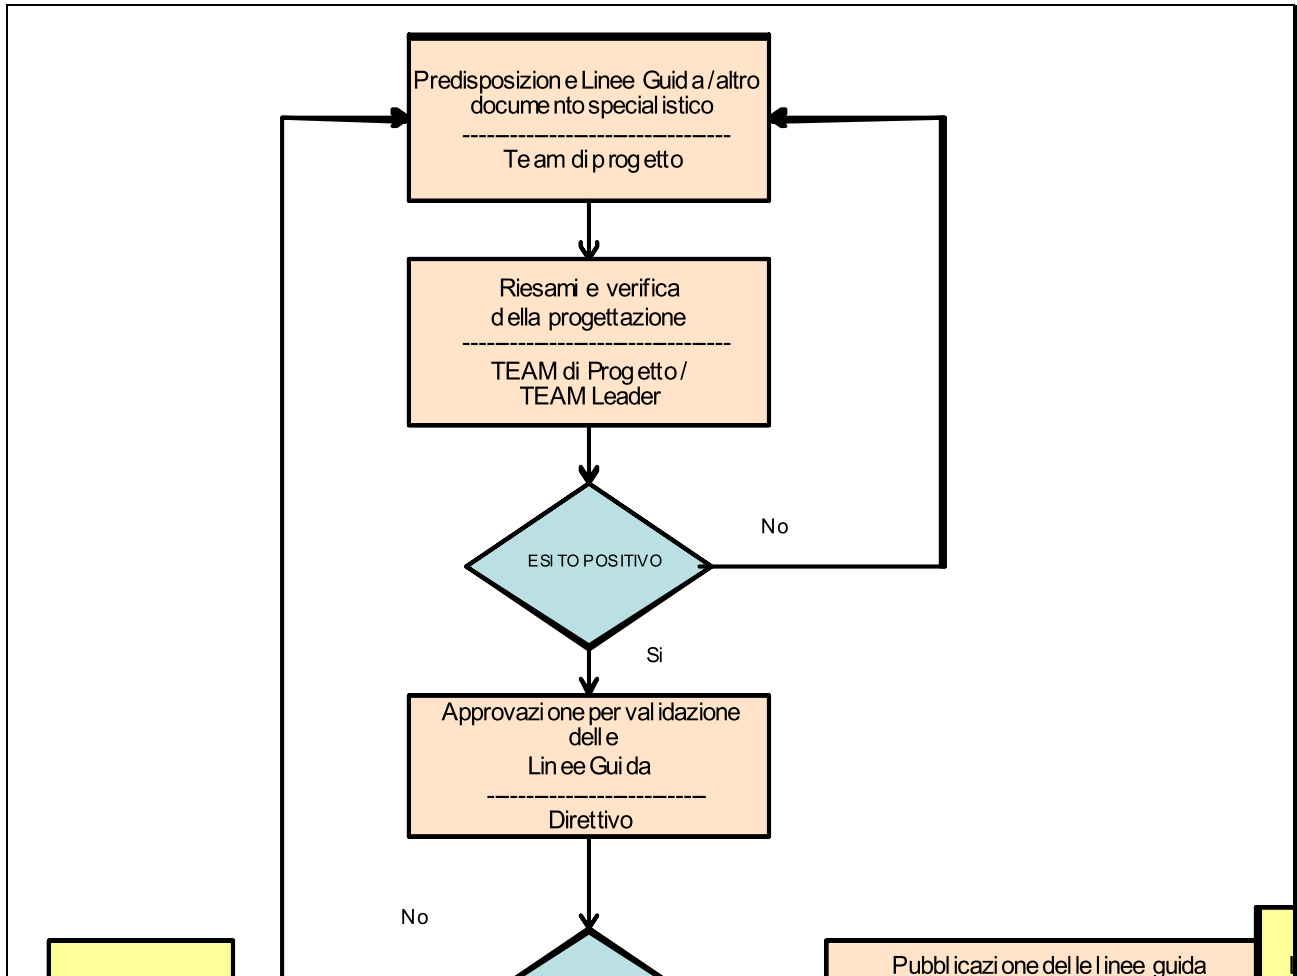 Predisposizione Linee Guida/altro
documento specialistico
-----------------------------------
Team di progetto
Riesami e verifica
della progettazione
-----------------------------------
TEAM di Progetto/
TEAM Leader
No
ESITO POSITIVO
Si
Approvazione per validazione
delle
Linee Guida
----------------------------
Direttivo
No
Pubblicazione delle linee guida